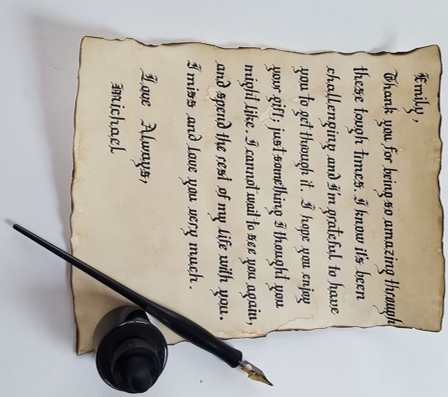 Emily,
Thank you for being so amazing through
these tough times. I know it's been
challenging and I'm grateful to have
you to get through it. I hope you enjoy
your gift; just something I thought you
might like. I cannot wait to see you again,
and spend the rest of my life with you.
I miss and love you very much.
Love Always,
Michael